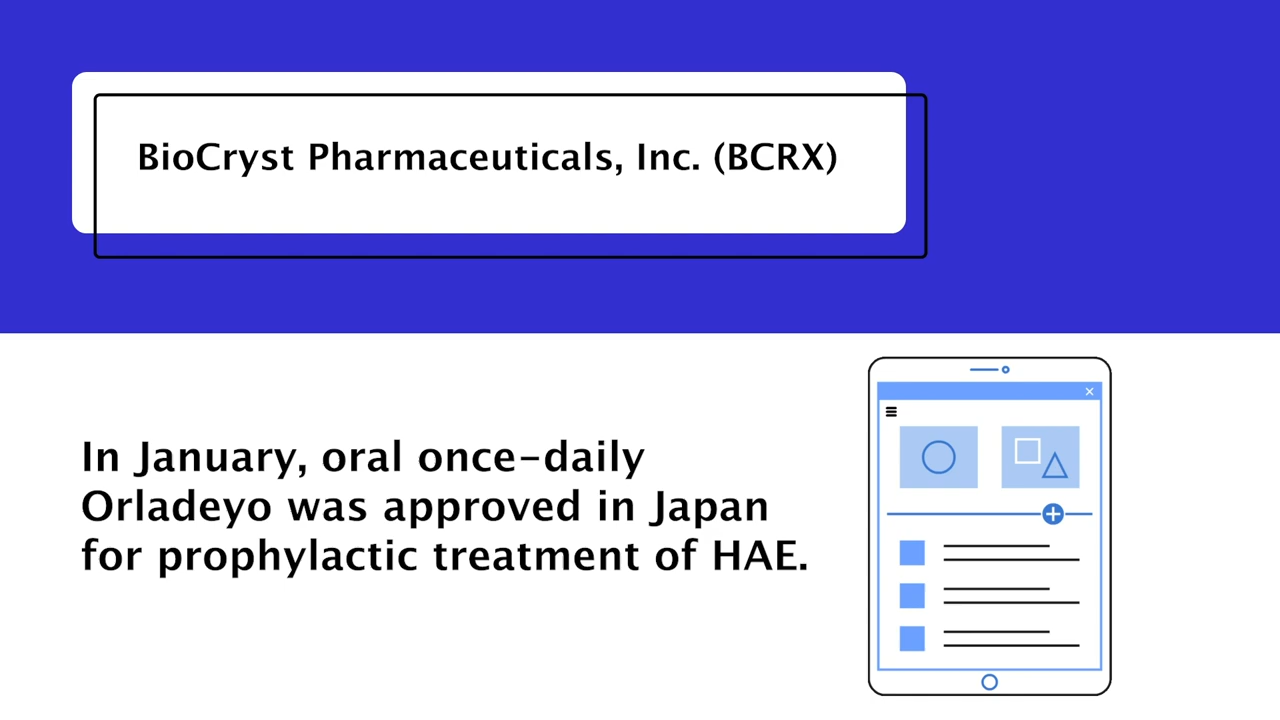 BioCryst Pharmaceuticals, Inc. (BCRX)
In January, oral once-daily
Orladeyo was approved in Japan
for prophylactic treatment of HAE.